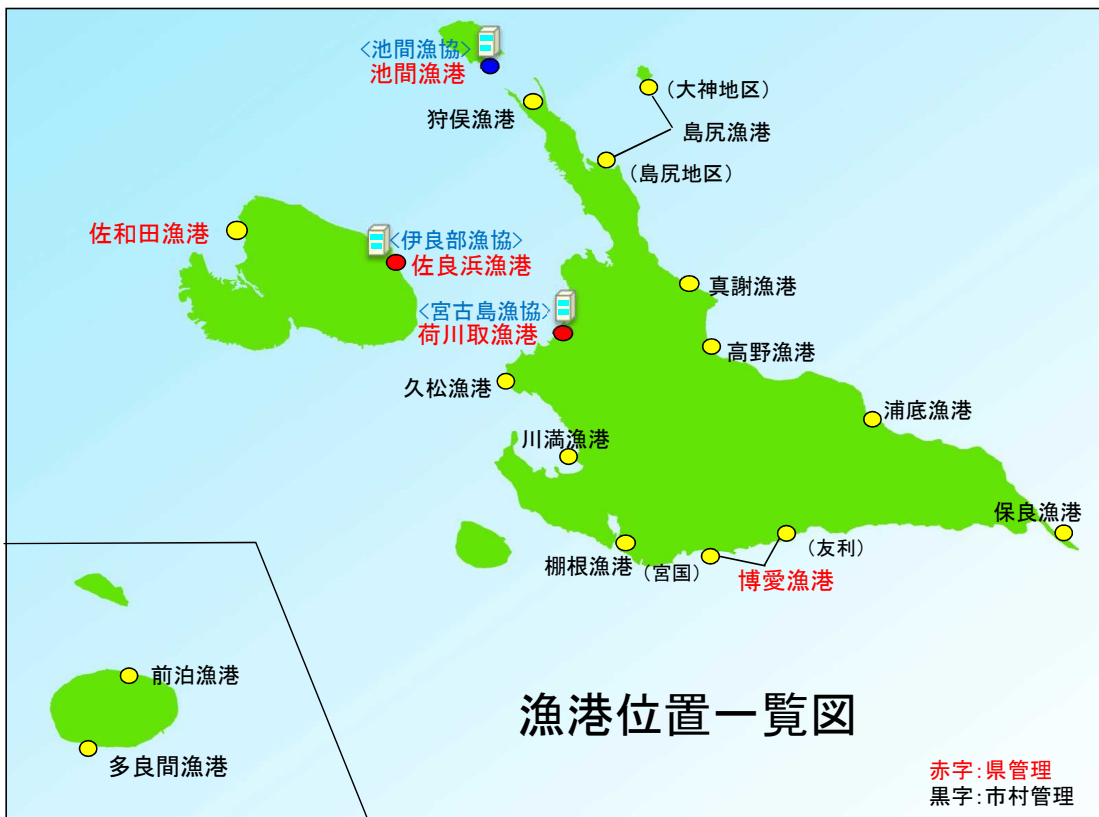 <池間漁協>
池間漁港
狩俣漁港
(大神地区)
島尻漁港
(島尻地区)
佐和田漁港
<伊良部漁協>
佐良浜漁港
真謝漁港
<宮古島漁協>
荷川取漁港
高野漁港
久松漁港
浦底漁港
川満漁港
保良漁港
(友利)
棚根漁港
(宮国)
博愛漁港
前泊漁港
多良間漁港
漁港位置一覧図
赤字:県管理
黒字:市村管理